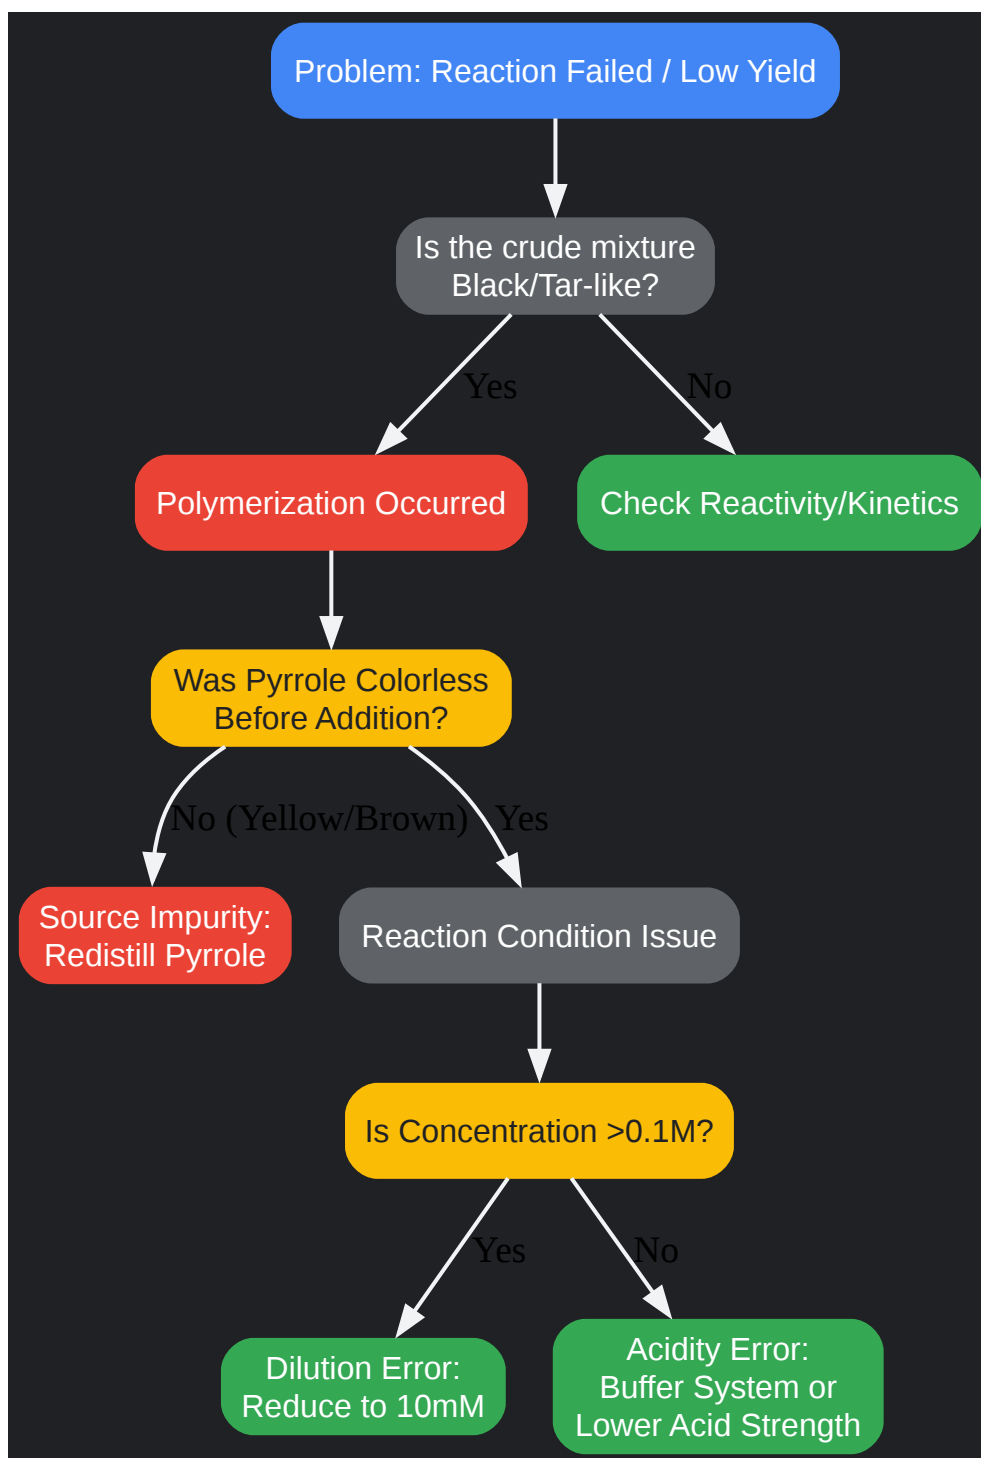 Problem: Reaction Failed / Low Yield
Is the crude mixture
Black/Tar-like?
Yes
No
Polymerization Occurred
Check Reactivity/Kinetics
Was Pyrrole Colorless
Before Addition?
No (Yellow/Brown)
Yes
Source Impurity:
Redistill Pyrrole
Reaction Condition Issue
Is Concentration >0.1M?
Yes
No
Dilution Error:
Reduce to 10mM
Acidity Error:
Buffer System or
Lower Acid Strength